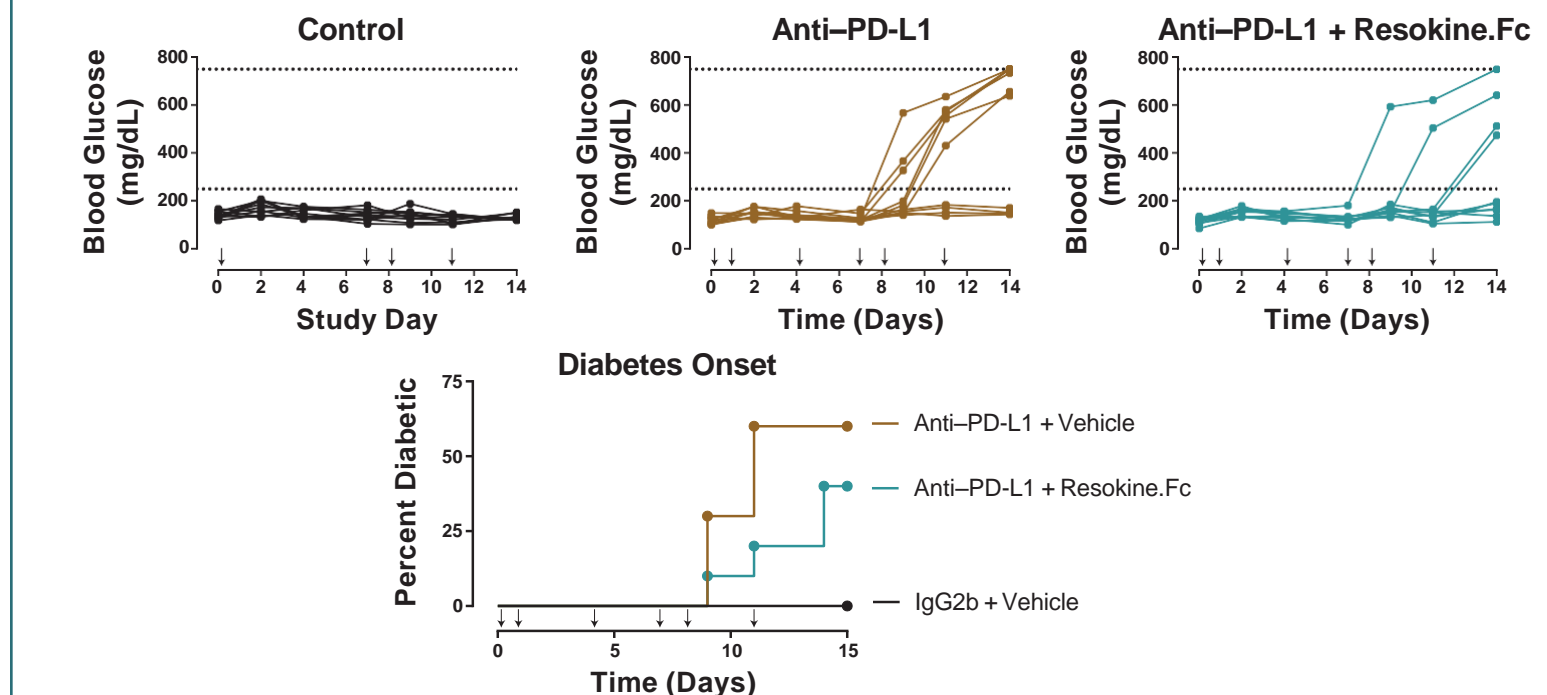 Control
Anti–PD-L1
Anti–PD-L1 + Resokine.Fc
Blood Glucose
(mg/dL)
800
600
400
200
0
0 2 4 6 8 10 12 14
Study Day
Blood Glucose
(mg/dL)
800
600
400
200
0
0 2 4 6 8 10 12 14
Time (Days)
Blood Glucose
(mg/dL)
800
600
400
200
0
0 2 4 6 8 10 12 14
Time (Days)
Diabetes Onset
Percent Diabetic
75
50
25
0
Anti–PD-L1 + Vehicle
Anti–PD-L1 + Resokine.Fc
IgG2b + Vehicle
0 5 10 15
Time (Days)